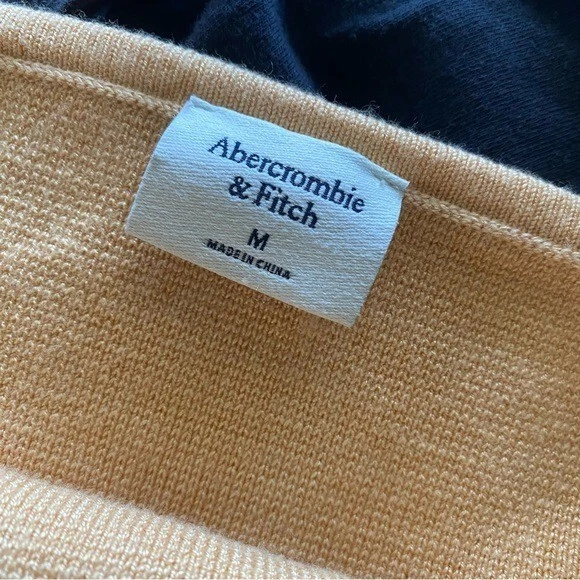 Abercrombie
& Fitch
M
MADE IN CHINA